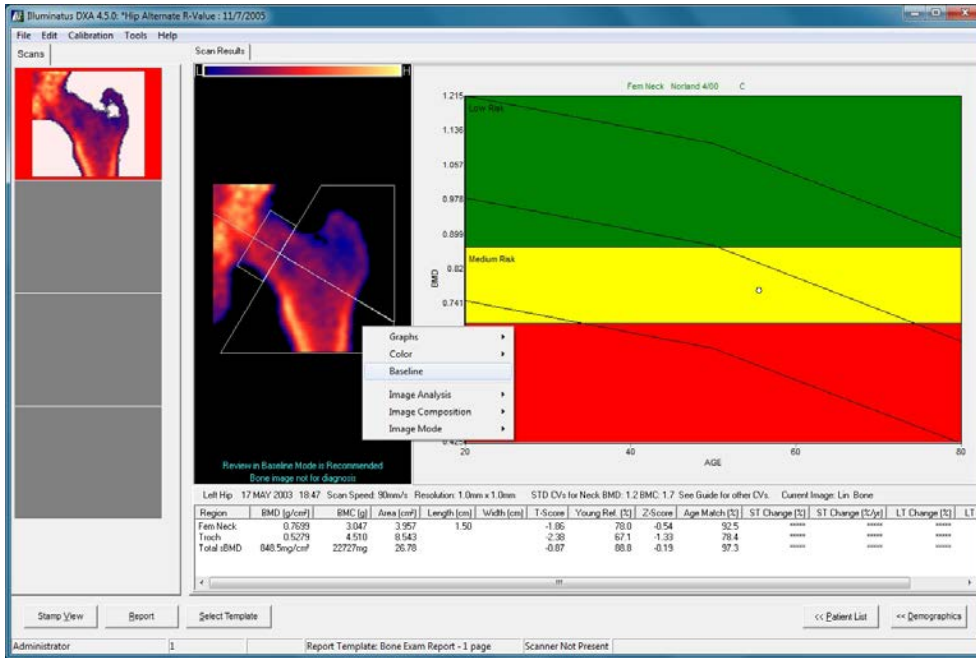 Illuminatus DXA 4.5.0: *Hip Alternate R-Value : 11/7/2005
File Edit Calibration Tools Help
Scans
Scan Results
L H
Fem Neck Norland 4/00 C
Low Risk
Medium Risk
1.215
1.136
1.057
0.978
0.899
0.82
0.741
BMD
20 40 60 80
AGE
Graphs
Color
Baseline
Image Analysis
Image Composition
Image Mode
Review in Baseline Mode is Recommended
Bone image not for diagnosis
Left Hip 17 MAY 2003 18:47 Scan Speed: 90mm/s Resolution: 1.0mm x 1.0mm STD CVs for Neck BMD: 1.2 BMC: 1.7 See Guide for other CVs. Current Image: Lin Bone
Region BMD (g/cm²) BMC (g) Area (cm²) Length (cm) Width (cm) T-Score Young Rel. (%) Z-Score Age Match (%) ST Change (%) ST Change (%/yr) LT Change (%) LT
Fem Neck 0.7699 3.047 3.957 1.50 -1.86 78.0 -0.54 92.5 ***** ***** *****
Troch 0.5279 4.510 8.543 -2.38 67.1 -1.33 78.4 ***** ***** *****
Total sBMD 848.5mg/cm² 22727mg 26.78 -0.87 88.8 -0.19 97.3 ***** ***** *****
Stamp View Report Select Template << Patient List << Demographics
Administrator 1 Report Template: Bone Exam Report - 1 page Scanner Not Present